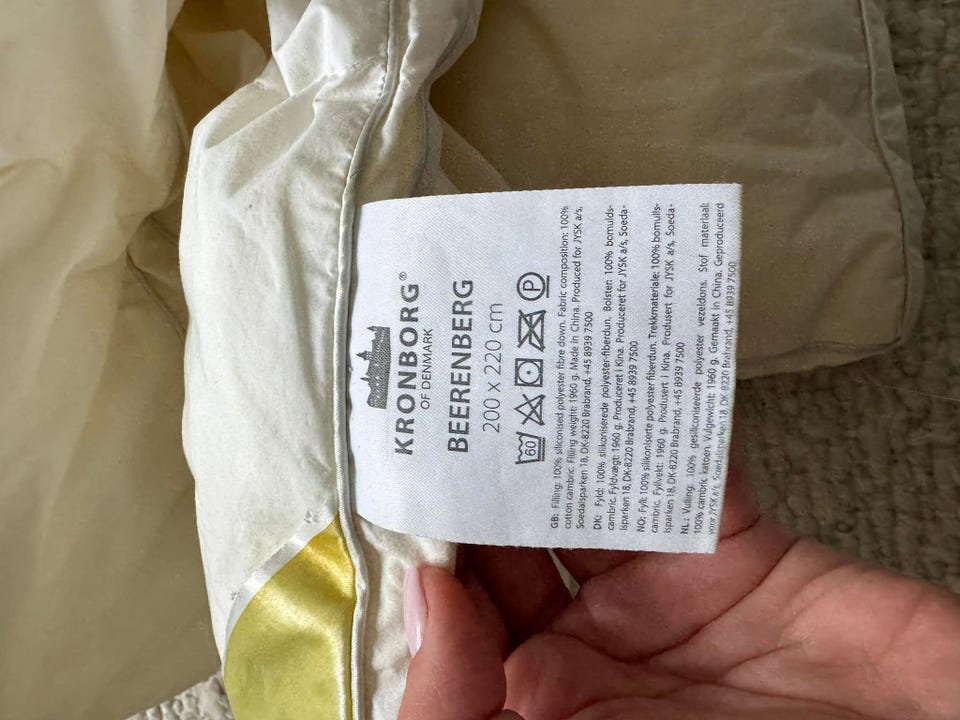 KRONBORG®
OF DENMARK
BEERENBERG
200 x 220 cm
60 P
GB: Filling: 100% siliconised polyester fibre down. Fabric composition: 100%
cotton cambric. Filling weight: 1960 g. Made in China. Produced for JYSK a/s,
Soedalsparken 18, DK-8220 Brabrand, +45 8939 7500
DK: Fyld: 100% silikoniserede polyester-fiberdun. Bolsten: 100% bomulds-
cambric. Fyldvægt: 1960 g. Produceret i Kina. Produceret for JYSK a/s, Soeda-
lsparken 18, DK-8220 Brabrand, +45 8939 7500
NO: Fyll: 100% silikoniserte polyester fiberdun, Trekkmateriale: 100% bomulls-
cambric. Fyllvekt: 1960 g. Produsert i Kina. Produsert for JYSK a/s, Soeda-
lsparken 18, DK-8220 Brabrand, +45 8939 7500
NL: Vulling: 100% gesiliconiseerde polyester vezeldons. Stof materiaal:
100% cambric katoen. Vulgewicht: 1960 g. Gemaakt in China. Geproduceerd
voor JYSK a/s, Soedalsparken 18, DK-8220 Brabrand, +45 8939 7500